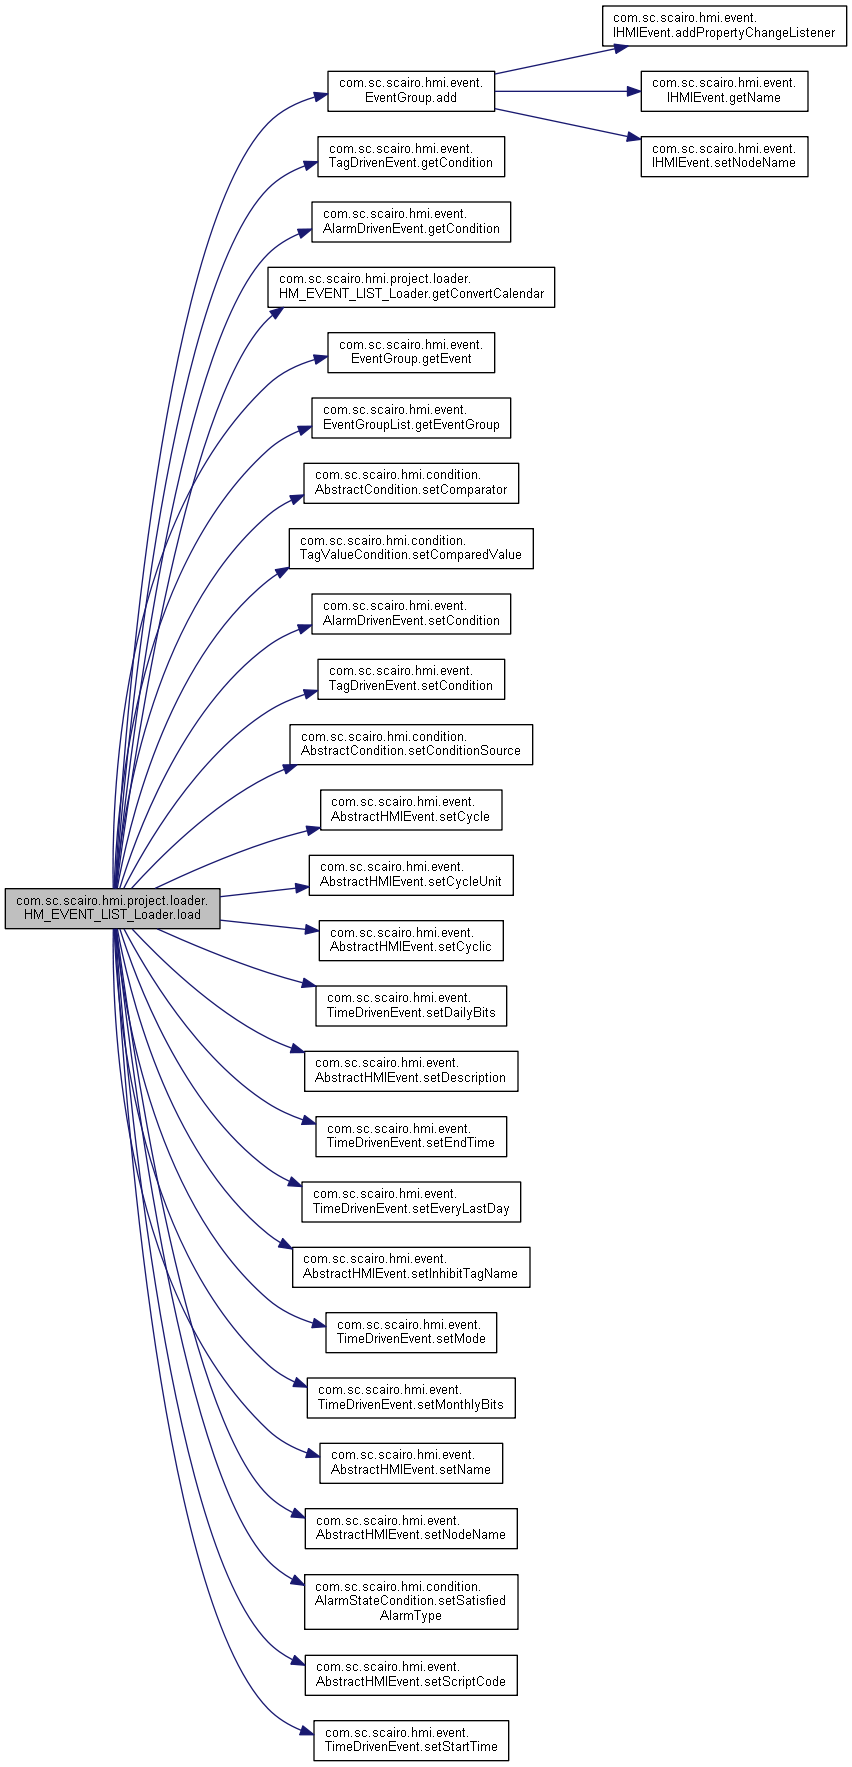 com.sc.scairo.hmi.event.
IHMIEvent.addPropertyChangeListener
com.sc.scairo.hmi.event.
EventGroup.add
com.sc.scairo.hmi.event.
IHMIEvent.getName
com.sc.scairo.hmi.event.
IHMIEvent.setNodeName
com.sc.scairo.hmi.event.
TagDrivenEvent.getCondition
com.sc.scairo.hmi.event.
AlarmDrivenEvent.getCondition
com.sc.scairo.hmi.project.loader.
HM_EVENT_LIST_Loader.getConvertCalendar
com.sc.scairo.hmi.event.
EventGroup.getEvent
com.sc.scairo.hmi.event.
EventGroupList.getEventGroup
com.sc.scairo.hmi.condition.
AbstractCondition.setComparator
com.sc.scairo.hmi.condition.
TagValueCondition.setComparedValue
com.sc.scairo.hmi.event.
AlarmDrivenEvent.setCondition
com.sc.scairo.hmi.event.
TagDrivenEvent.setCondition
com.sc.scairo.hmi.condition.
AbstractCondition.setConditionSource
com.sc.scairo.hmi.event.
AbstractHMIEvent.setCycle
com.sc.scairo.hmi.event.
AbstractHMIEvent.setCycleUnit
com.sc.scairo.hmi.project.loader.
HM_EVENT_LIST_Loader.load
com.sc.scairo.hmi.event.
AbstractHMIEvent.setCyclic
com.sc.scairo.hmi.event.
TimeDrivenEvent.setDailyBits
com.sc.scairo.hmi.event.
AbstractHMIEvent.setDescription
com.sc.scairo.hmi.event.
TimeDrivenEvent.setEndTime
com.sc.scairo.hmi.event.
TimeDrivenEvent.setEveryLastDay
com.sc.scairo.hmi.event.
AbstractHMIEvent.setInhibitTagName
com.sc.scairo.hmi.event.
TimeDrivenEvent.setMode
com.sc.scairo.hmi.event.
TimeDrivenEvent.setMonthlyBits
com.sc.scairo.hmi.event.
AbstractHMIEvent.setName
com.sc.scairo.hmi.event.
AbstractHMIEvent.setNodeName
com.sc.scairo.hmi.condition.
AlarmStateCondition.setSatisfied
AlarmType
com.sc.scairo.hmi.event.
AbstractHMIEvent.setScriptCode
com.sc.scairo.hmi.event.
TimeDrivenEvent.setStartTime